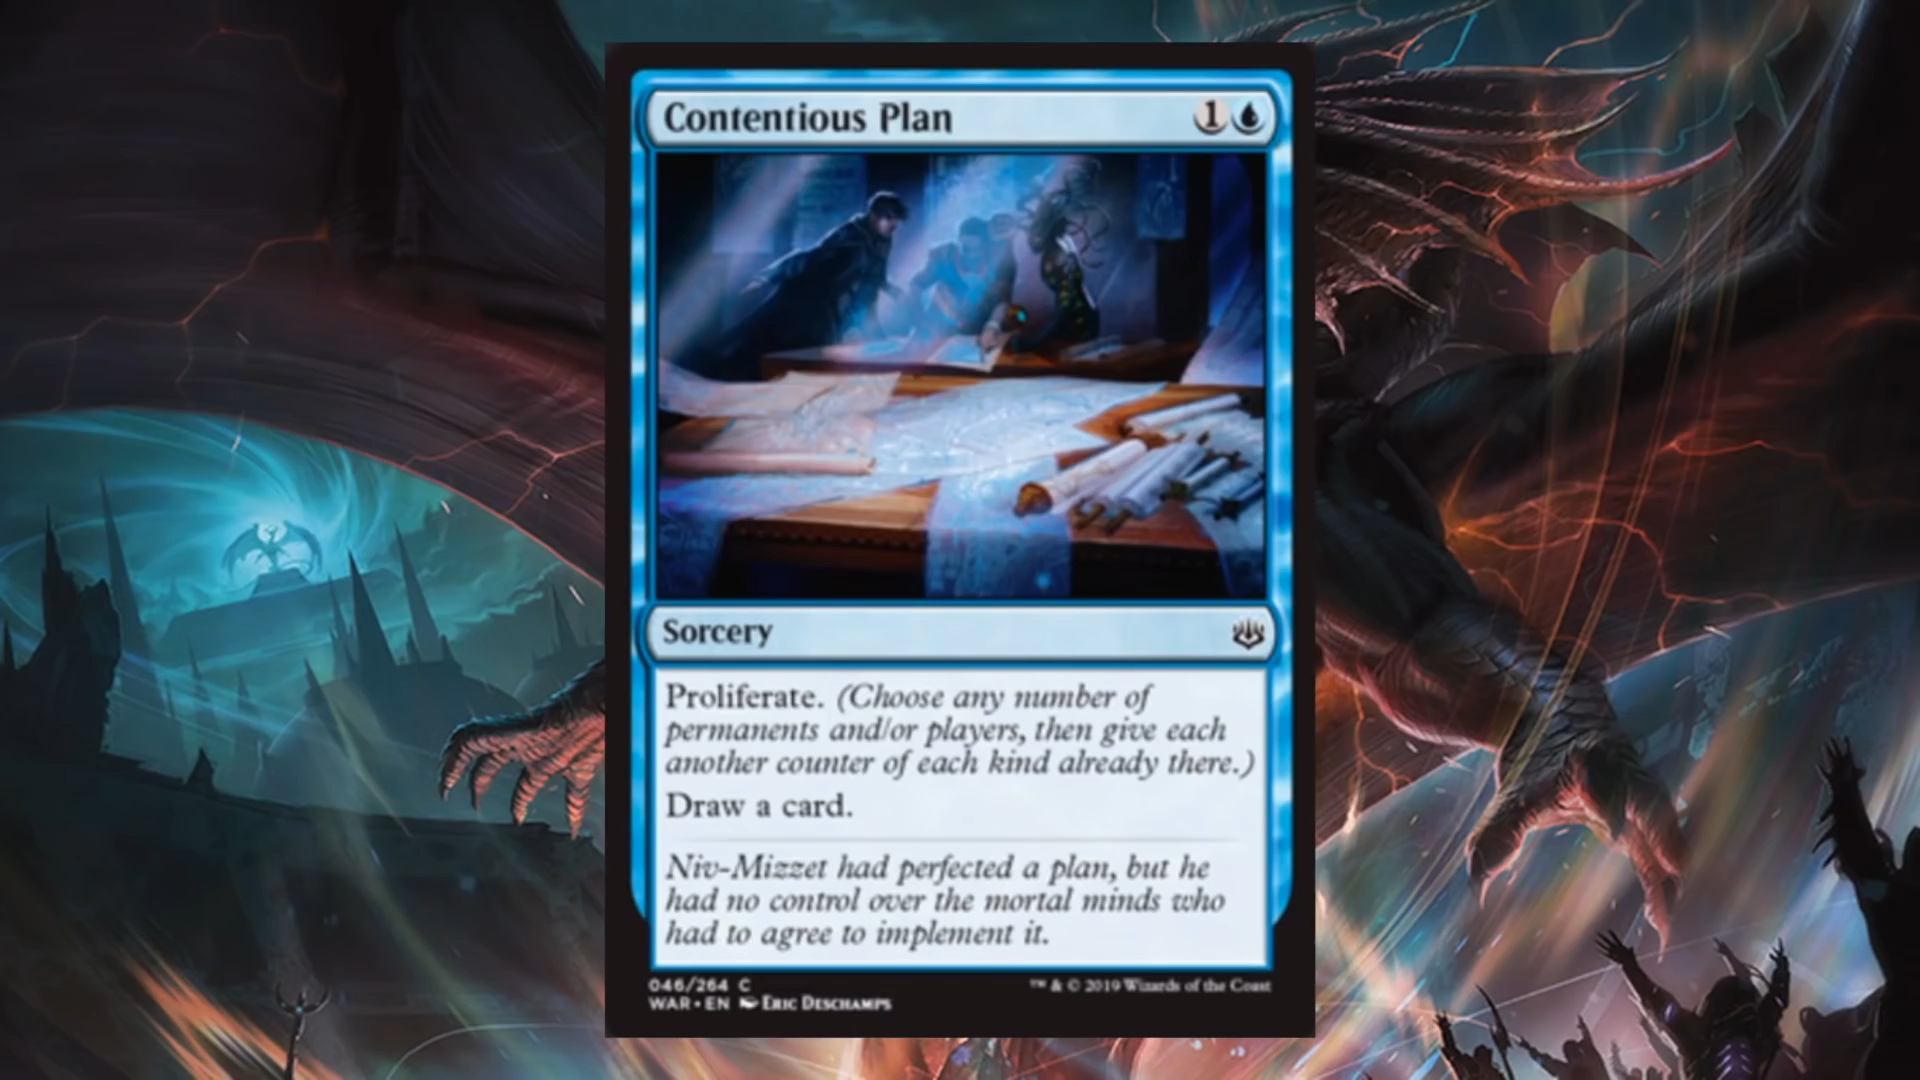 Contentious Plan 1
Sorcery
Proliferate. (Choose any number of
permanents and/or players, then give each
another counter of each kind already there.)
Draw a card.
Niv-Mizzet had perfected a plan, but he
had no control over the mortal minds who
had to agree to implement it.
046/264 C
™ & © 2019 Wizards of the Coast
WAR • EN Eric Deschamps